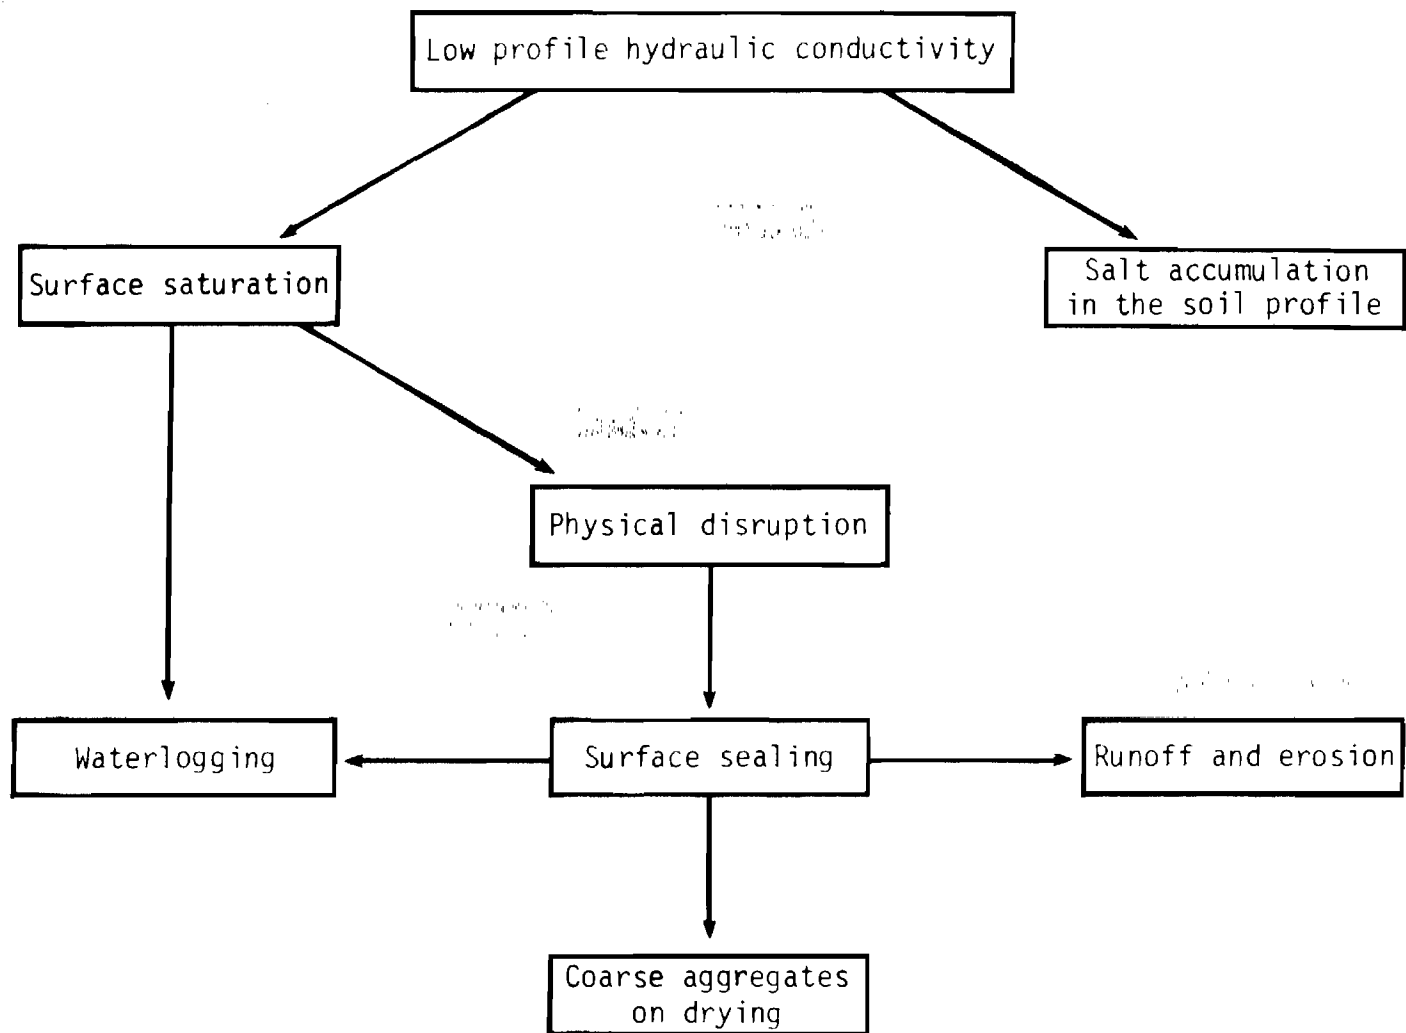 Low profile hydraulic conductivity
Surface saturation
Salt accumulation
in the soil profile
Physical disruption
Waterlogging
Surface sealing
Runoff and erosion
Coarse aggregates
on drying